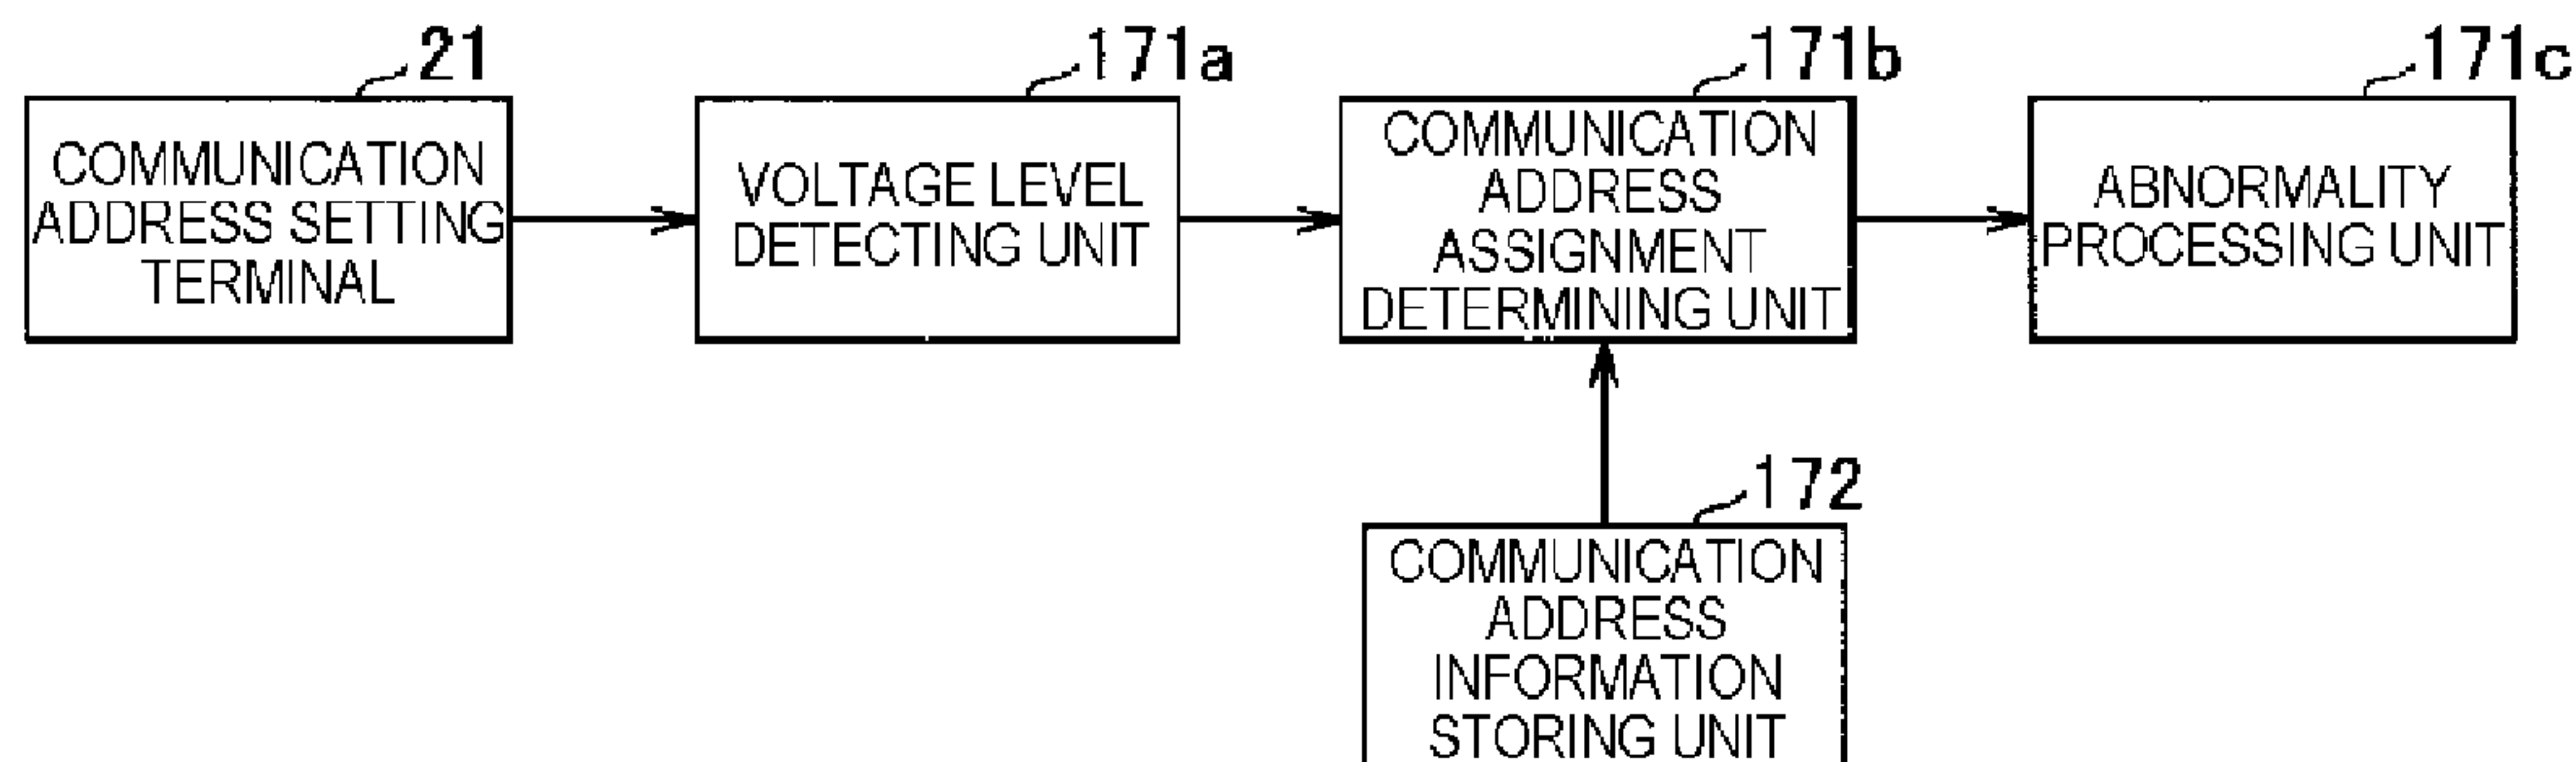 21
COMMUNICATION
ADDRESS SETTING
TERMINAL
171a
VOLTAGE LEVEL
DETECTING UNIT
171b
COMMUNICATION
ADDRESS
ASSIGNMENT
DETERMINING UNIT
171c
ABNORMALITY
PROCESSING UNIT
172
COMMUNICATION
ADDRESS
INFORMATION
STORING UNIT